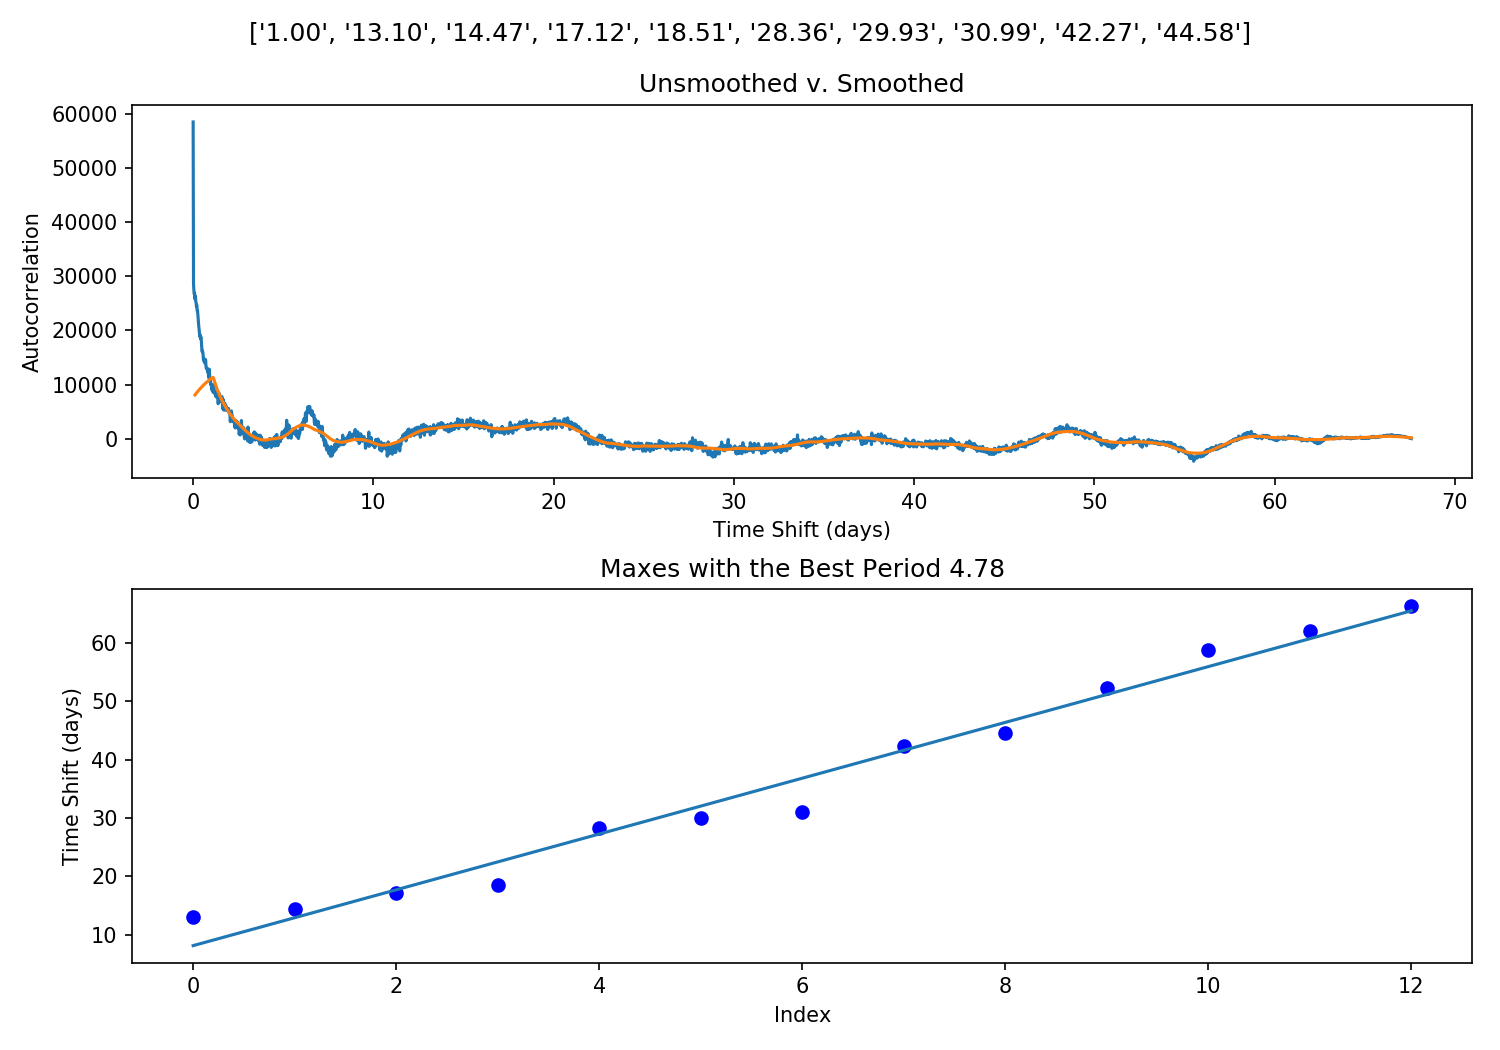 ['1.00', '13.10', '14.47', '17.12', '18.51', '28.36', '29.93', '30.99', '42.27', '44.58']
Unsmoothed v. Smoothed
Autocorrelation
60000
50000
40000
30000
20000
10000
0
0 10 20 30 40 50 60 70
Time Shift (days)
Maxes with the Best Period 4.78
Time Shift (days)
60
50
40
30
20
10
0 2 4 6 8 10 12
Index